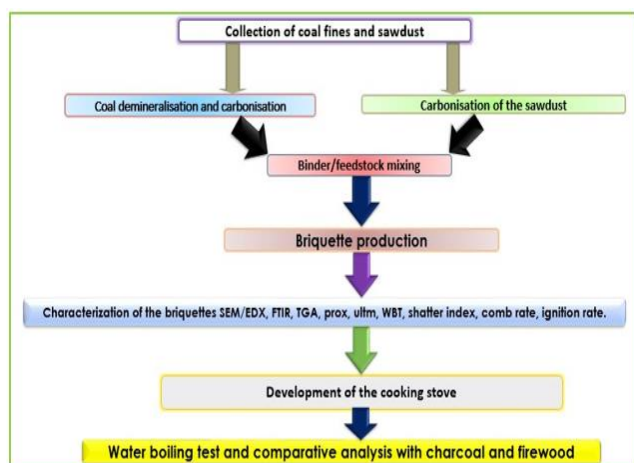 Collection of coal fines and sawdust
Coal demineralisation and carbonisation
Carbonisation of the sawdust
Binder/feedstock mixing
Briquette production
Characterization of the briquettes SEM/EDX, FTIR, TGA, prox, ultm, WBT, shatter index, comb rate, ignition rate.
Development of the cooking stove
Water boiling test and comparative analysis with charcoal and firewood